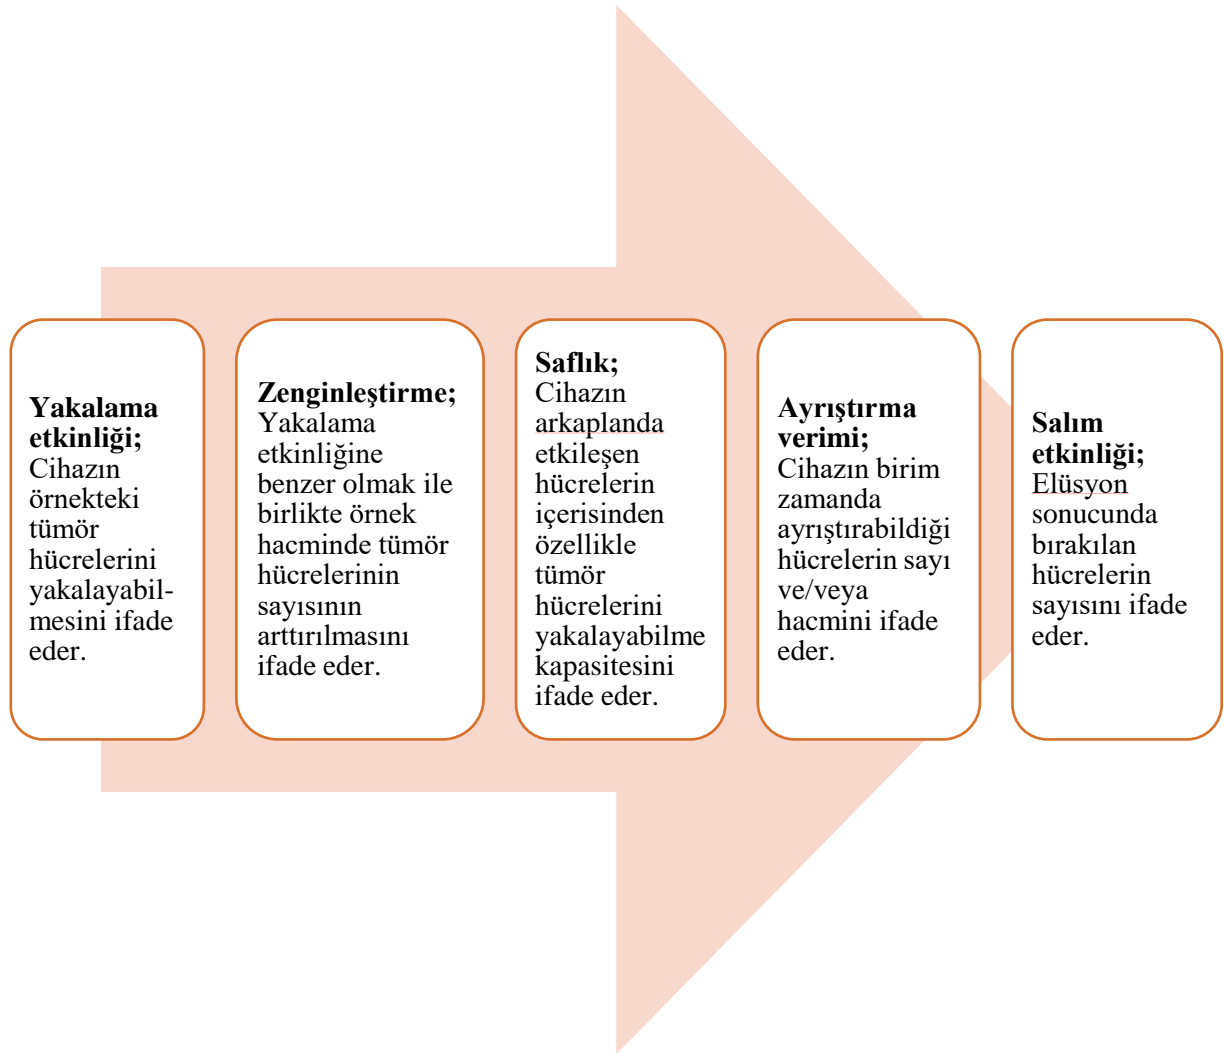 Yakalama
etkinliği;
Cihazın
örnekteki
tümör
hücrelerini
yakalayabil-
mesini ifade
eder.
Zenginleştirme;
Yakalama
etkinliğine
benzer olmak ile
birlikte örnek
hacminde tümör
hücrelerinin
sayısının
arttırılmasını
ifade eder.
Saflık;
Cihazın
arkaplanda
etkileşen
hücrelerin
içerisinden
özellikle
tümör
hücrelerini
yakalayabilme
kapasitesini
ifade eder.
Ayrıştırma
verimi;
Cihazın birim
zamanda
ayrıştırabildiği
hücrelerin sayı
ve/veya
hacmini ifade
eder.
Salım
etkinliği;
Elüsyon
sonucunda
bırakılan
hücrelerin
sayısını ifade
eder.